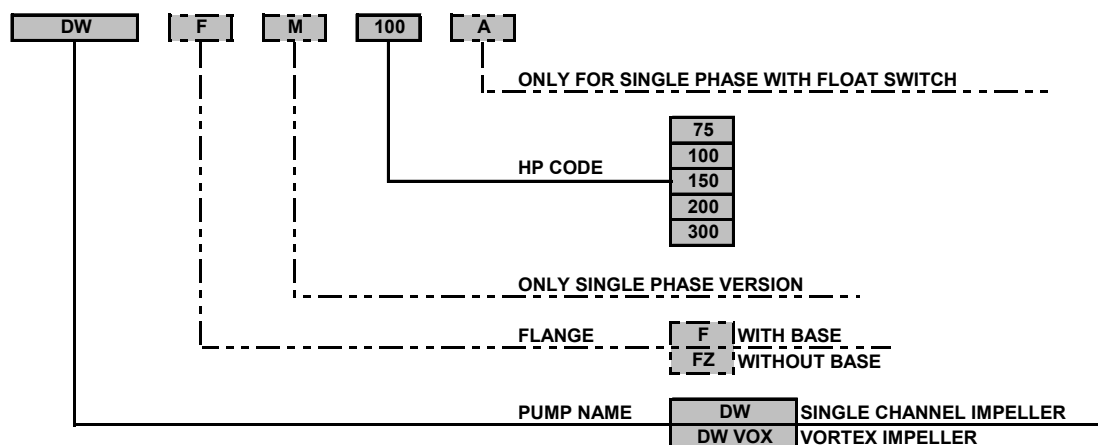 DW F M 100 A
ONLY FOR SINGLE PHASE WITH FLOAT SWITCH
75
100
HP CODE 150
200
300
ONLY SINGLE PHASE VERSION
FLANGE F WITH BASE
FZ WITHOUT BASE
PUMP NAME DW SINGLE CHANNEL IMPELLER
DW VOX VORTEX IMPELLER